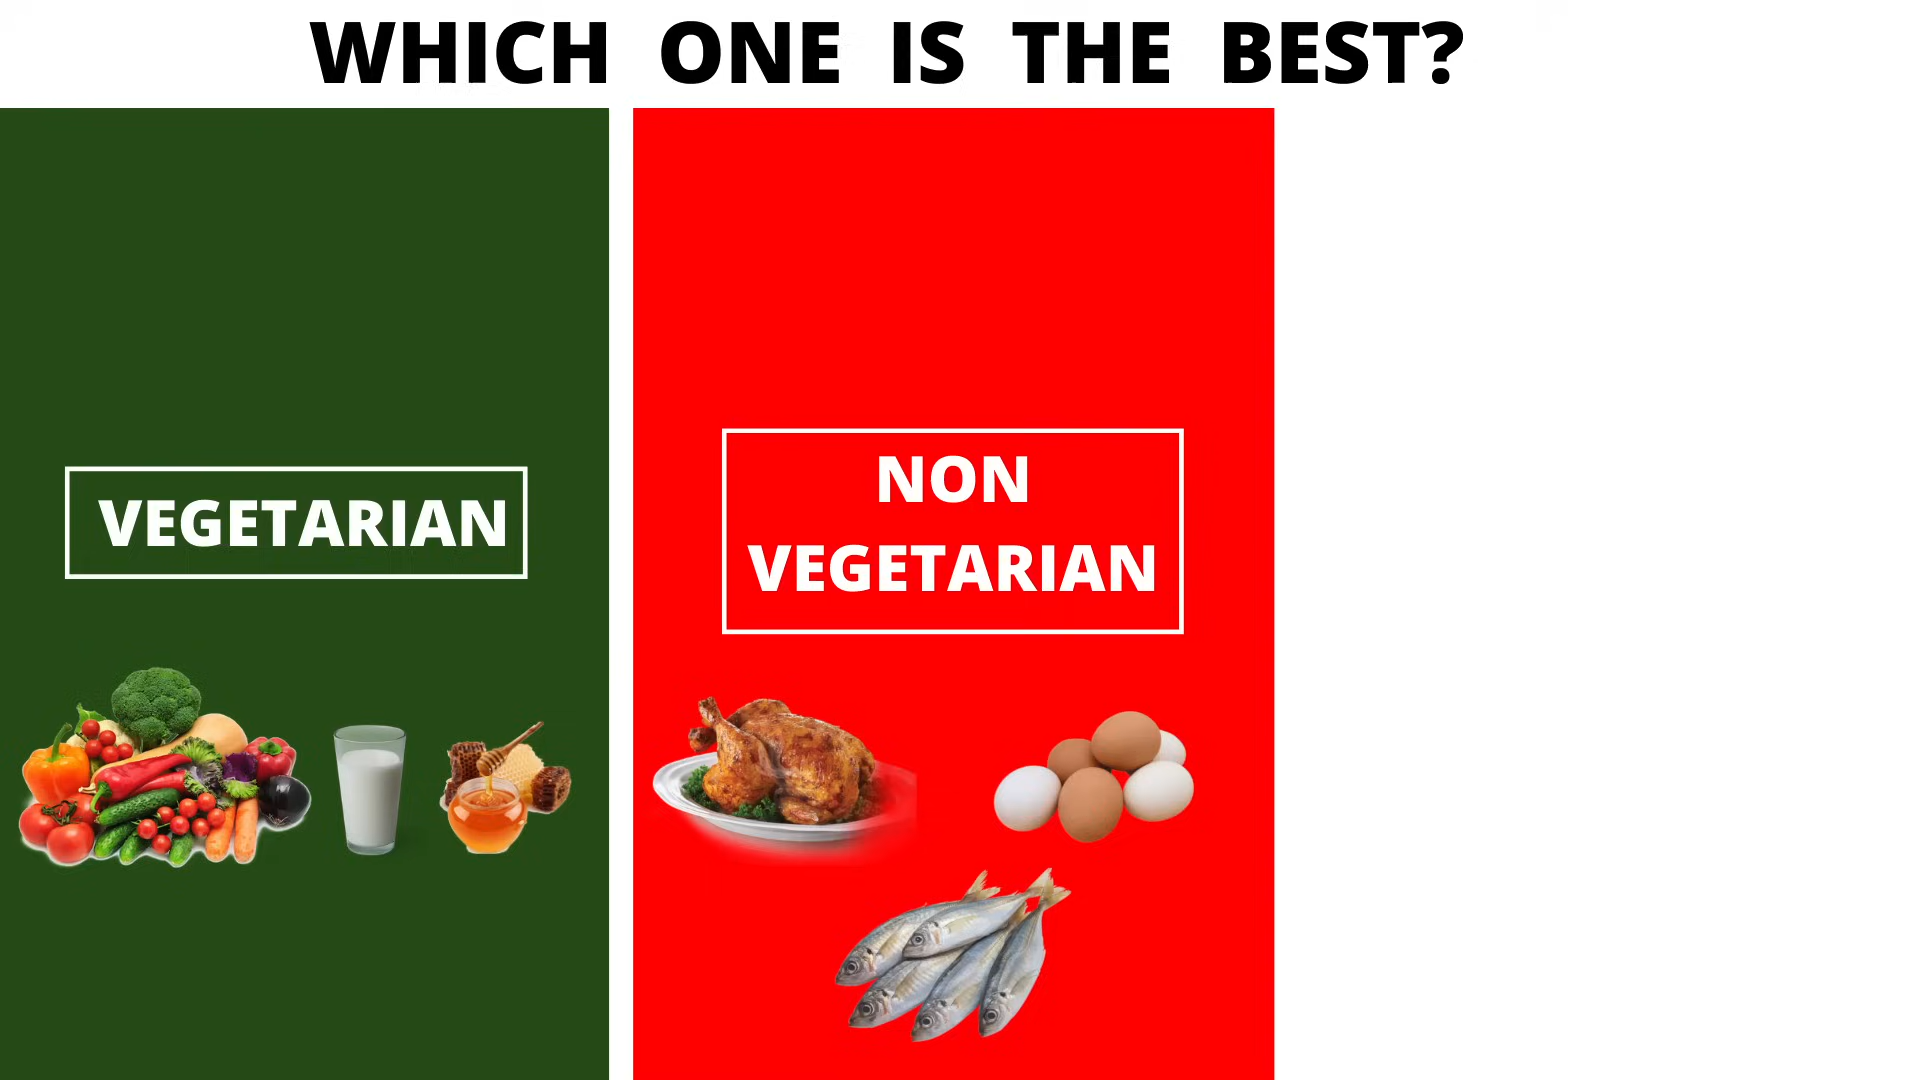 WHICH ONE IS THE BEST?
VEGETARIAN
NON
VEGETARIAN